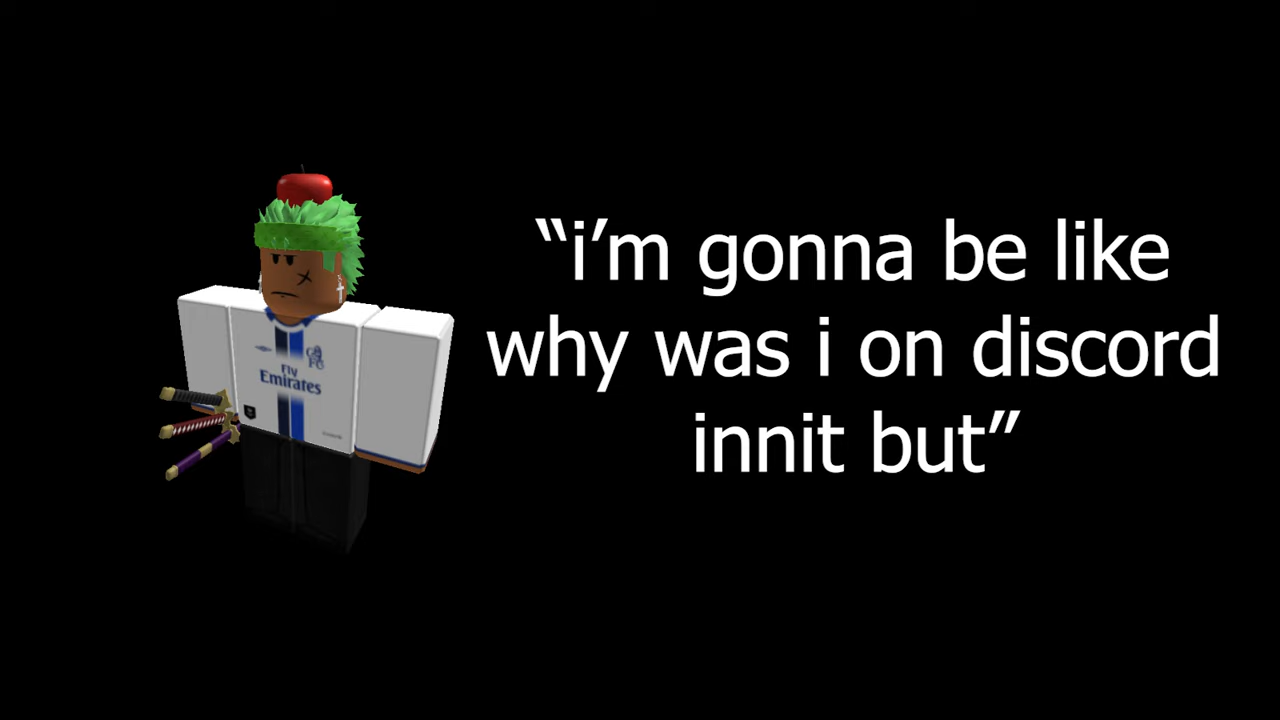 “i’m gonna be like
why was i on discord
innit but”
Fly
Emirates